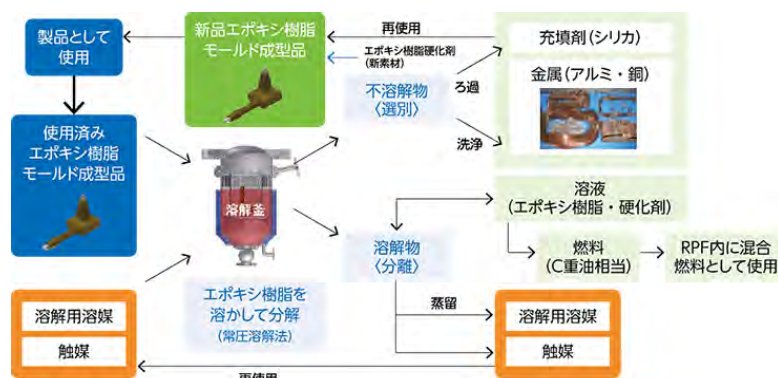 製品として
使用
新品エポキシ樹脂
モールド成型品
再使用
エポキシ樹脂硬化剤
(新素材)
充填剤(シリカ)
金属(アルミ・銅)
不溶解物
〈選別〉
ろ過
洗浄
使用済み
エポキシ樹脂
モールド成型品
溶解釜
溶液
(エポキシ樹脂・硬化剤)
溶解物
〈分離〉
燃料
(C重油相当)
RPF内に混合
燃料として使用
エポキシ樹脂を
溶かして分解
(常圧溶解法)
溶解用溶媒
触媒
蒸留
溶解用溶媒
触媒
再使用